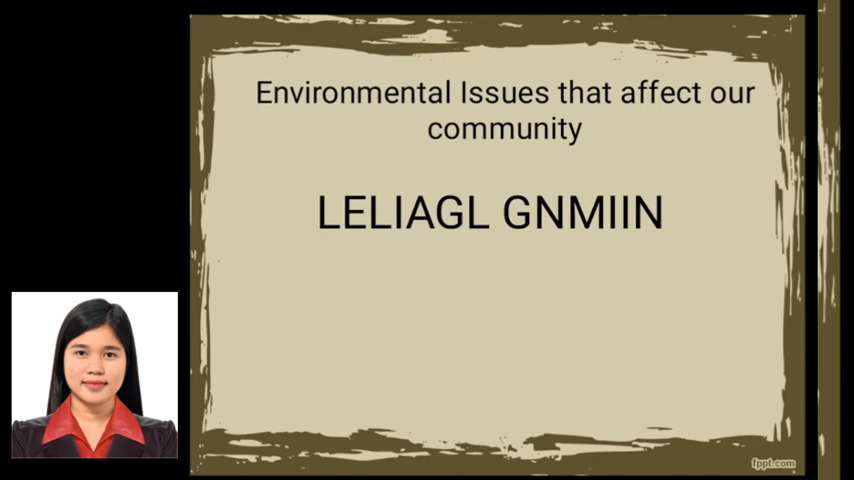 Environmental Issues that affect our
community
LELIAGL GNMIIN
fppt.com